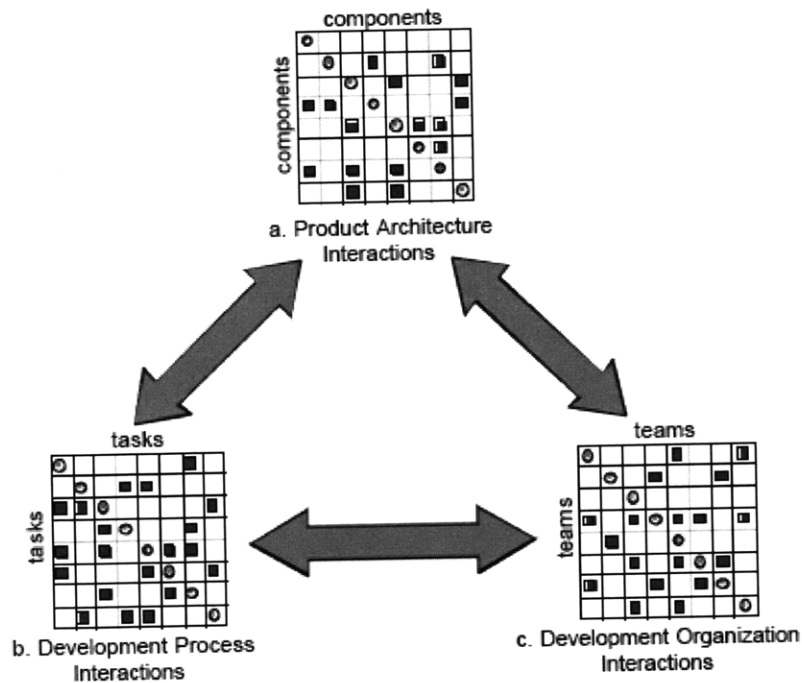 components
components
a. Product Architecture
Interactions
tasks
tasks
b. Development Process
Interactions
teams
teams
c. Development Organization
Interactions